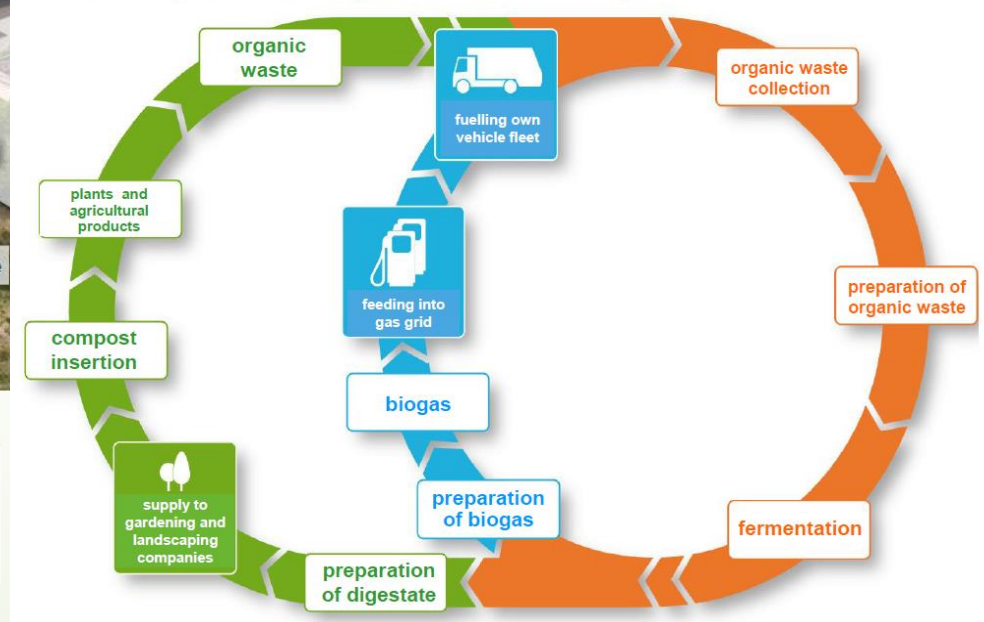 organic
waste
fuelling own
vehicle fleet
organic waste
collection
plants and
agricultural
products
feeding into
gas grid
preparation of
organic waste
compost
insertion
biogas
supply to
gardening and
landscaping
companies
preparation
of biogas
fermentation
preparation
of digestate